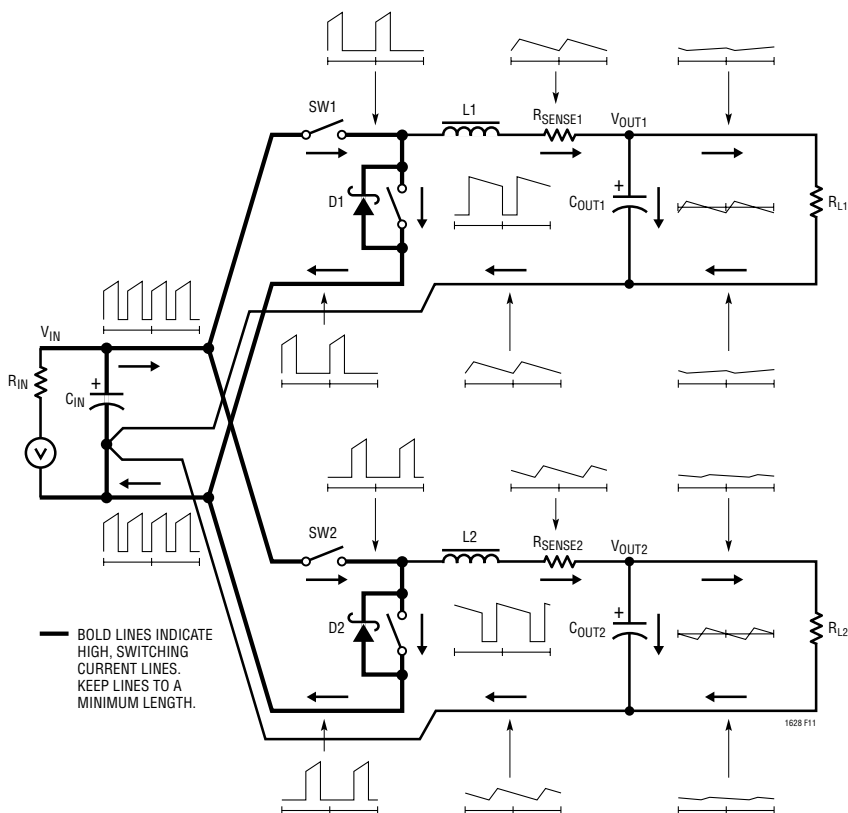 SW1
L1
RSENSE1
VOUT1
D1
COUT1
RL1
+
VIN
RIN
CIN
+
V
SW2
L2
RSENSE2
VOUT2
D2
COUT2
RL2
+
BOLD LINES INDICATE
HIGH, SWITCHING
CURRENT LINES.
KEEP LINES TO A
MINIMUM LENGTH.
1628 F11